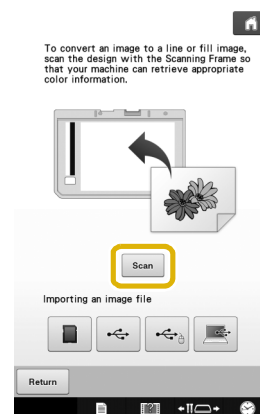 To convert an image to a line or fill image,
scan the design with the Scanning Frame so
that your machine can retrieve appropriate
color information.
Scan
Importing an image file
Return